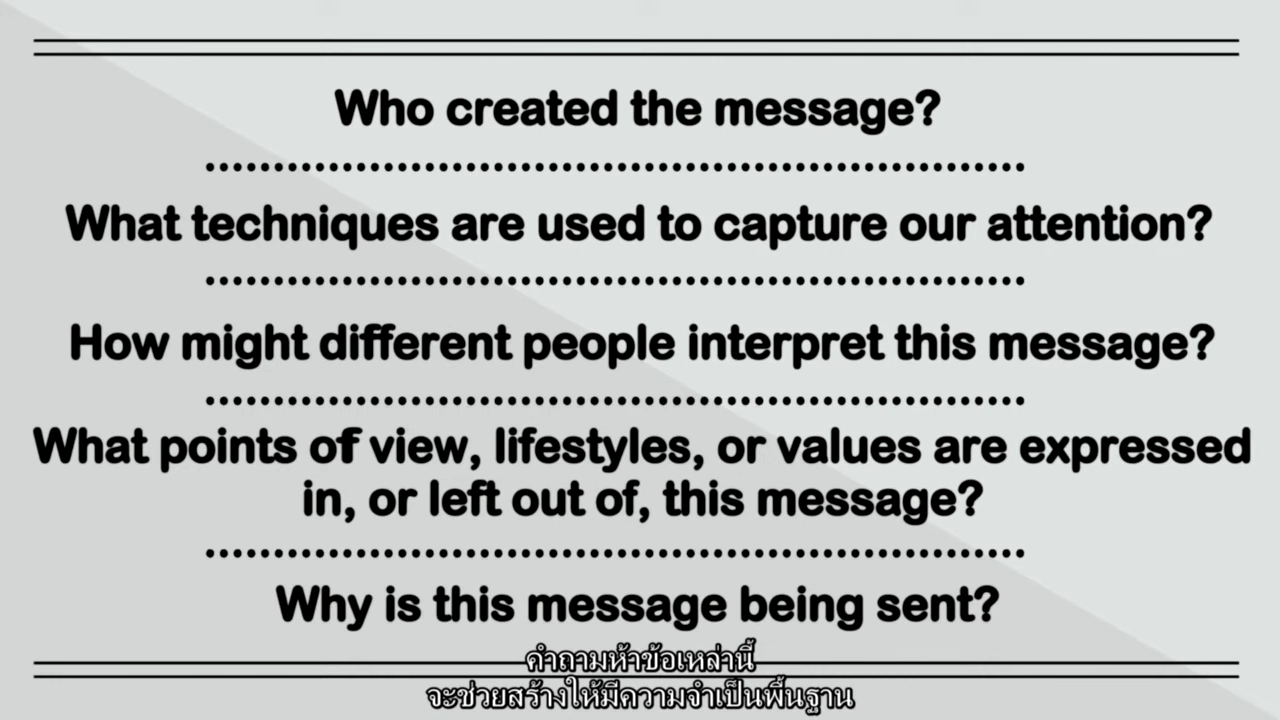 Who created the message?
What techniques are used to capture our attention?
How might different people interpret this message?
What points of view, lifestyles, or values are expressed
in, or left out of, this message?
Why is this message being sent?
คำถามห้าข้อเหล่านี้
จะช่วยสร้างให้มีความจำเป็นพื้นฐาน